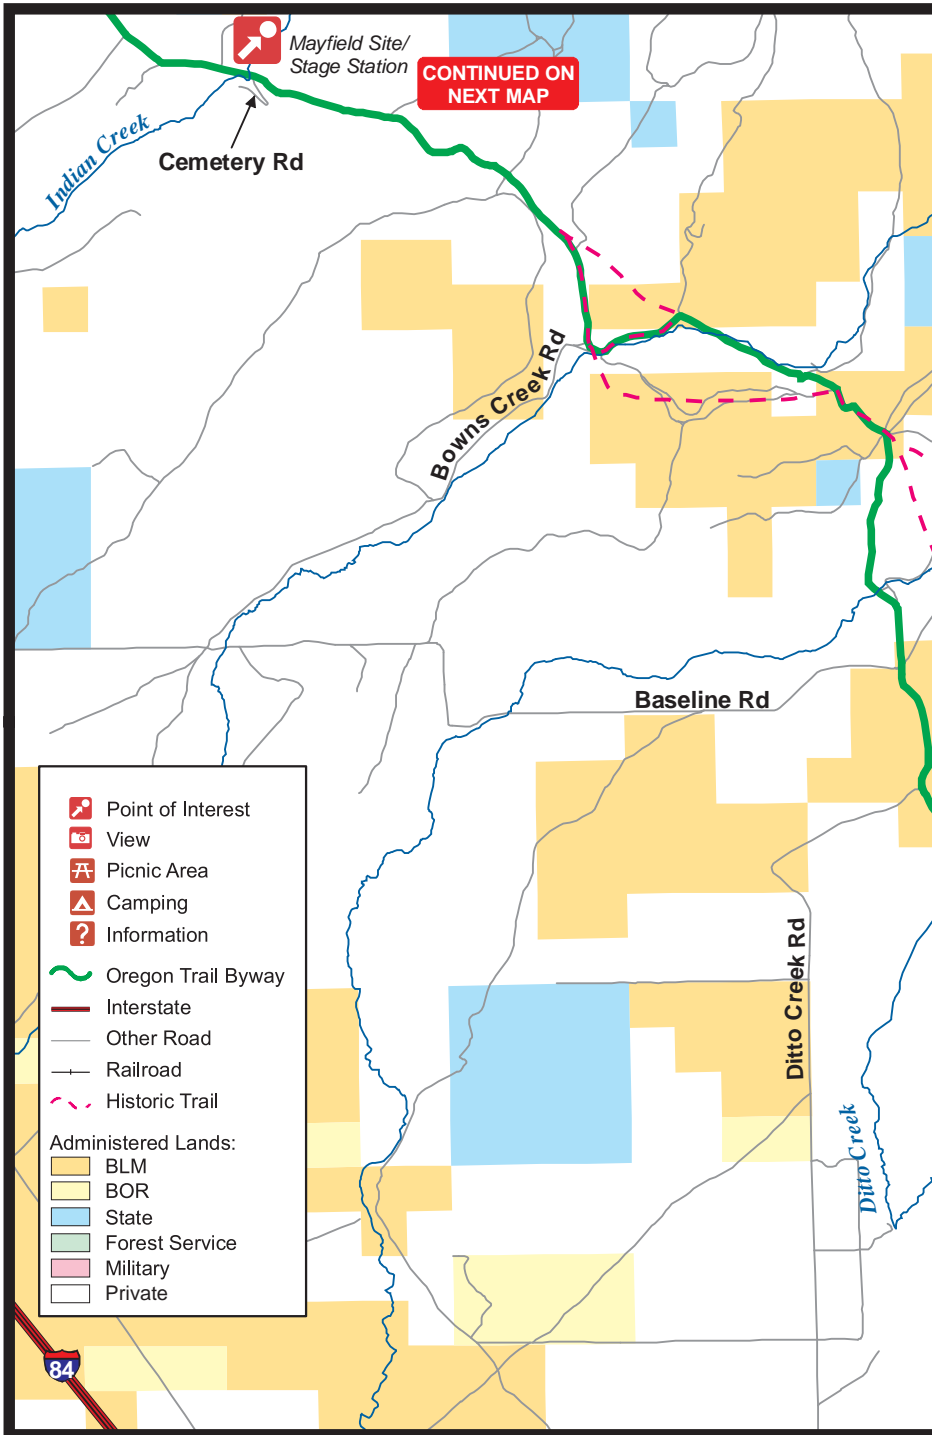 Mayfield Site/
Stage Station
CONTINUED ON
NEXT MAP
Indian Creek
Cemetery Rd
Bowns Creek Rd
Baseline Rd
Ditto Creek Rd
Ditto Creek
Point of Interest
View
Picnic Area
Camping
? Information
Oregon Trail Byway
Interstate
Other Road
Railroad
Historic Trail
Administered Lands:
BLM
BOR
State
Forest Service
Military
Private
84